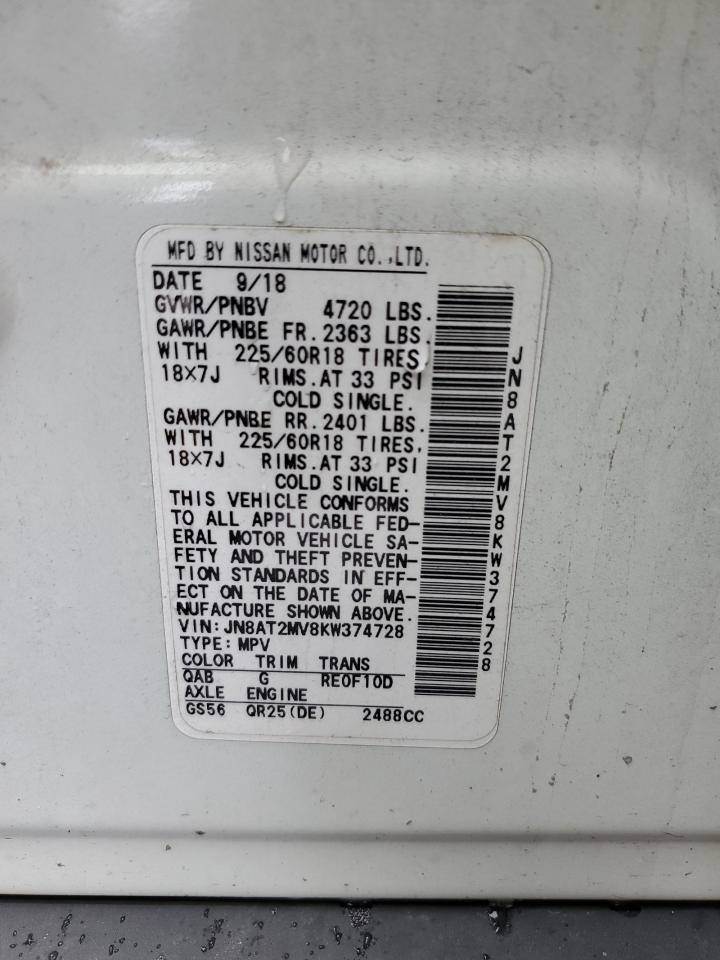 MFD BY NISSAN MOTOR CO.,LTD.
DATE 9/18
GVWR/PNBV 4720 LBS.
GAWR/PNBE FR.2363 LBS.
WITH 225/60R18 TIRES,
18X7J RIMS.AT 33 PSI
COLD SINGLE.
GAWR/PNBE RR.2401 LBS.
WITH 225/60R18 TIRES,
18X7J RIMS.AT 33 PSI
COLD SINGLE.
THIS VEHICLE CONFORMS
TO ALL APPLICABLE FED-
ERAL MOTOR VEHICLE SA-
FETY AND THEFT PREVEN-
TION STANDARDS IN EFF-
ECT ON THE DATE OF MA-
NUFACTURE SHOWN ABOVE.
VIN:JN8AT2MV8KW374728
TYPE:MPV
COLOR TRIM TRANS
QAB G RE0F10D
AXLE ENGINE
GS56 QR25(DE) 2488CC
JN8AT2MV8KW374728